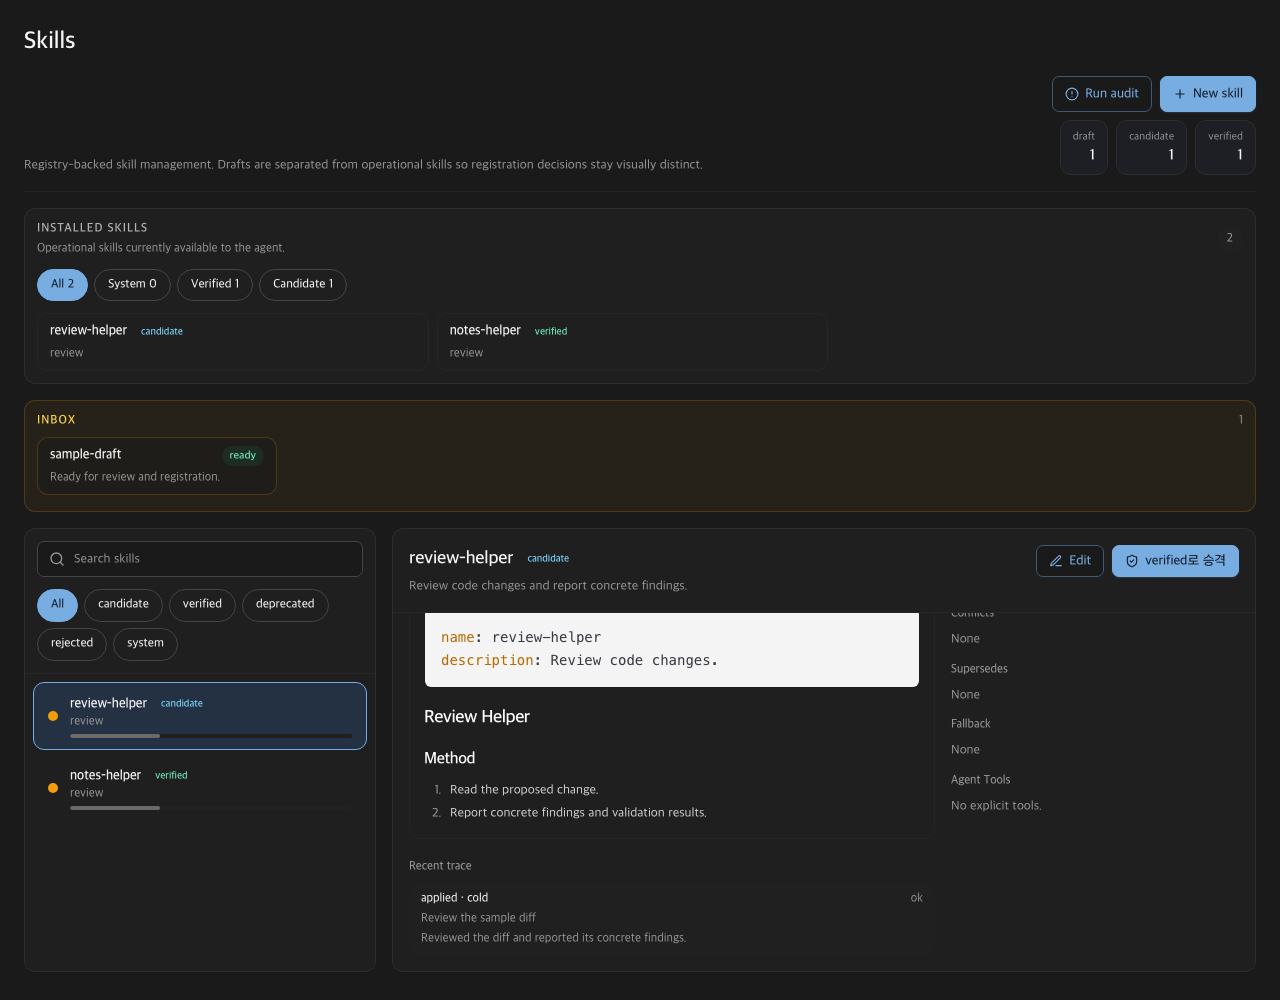 Skills
Run audit
New skill
draft
1
candidate
1
verified
1
Registry-backed skill management. Drafts are separated from operational skills so registration decisions stay visually distinct.
INSTALLED SKILLS
2
Operational skills currently available to the agent.
All 2
System 0
Verified 1
Candidate 1
review-helper candidate
review
notes-helper verified
review
INBOX
1
sample-draft ready
Ready for review and registration.
Search skills
All
candidate
verified
deprecated
rejected
system
review-helper candidate
review
notes-helper verified
review
review-helper candidate
Review code changes and report concrete findings.
Edit
verified로 승격
name: review-helper
description: Review code changes.
Review Helper
Method
1. Read the proposed change.
2. Report concrete findings and validation results.
Recent trace
applied · cold ok
Review the sample diff
Reviewed the diff and reported its concrete findings.
Conflicts
None
Supersedes
None
Fallback
None
Agent Tools
No explicit tools.